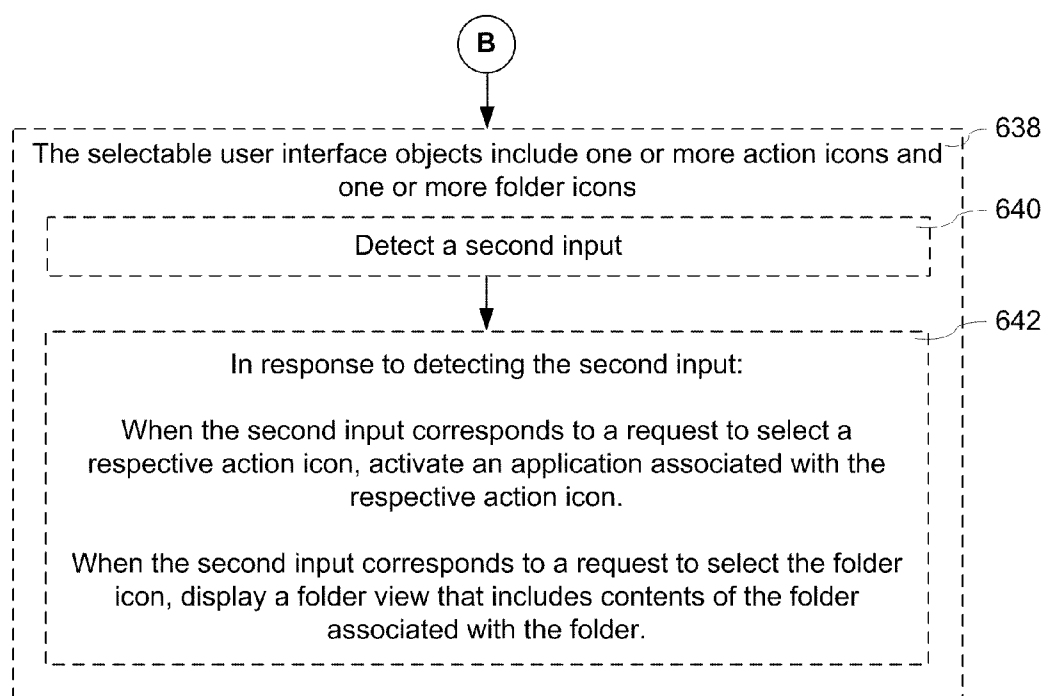 B
638
The selectable user interface objects include one or more action icons and
one or more folder icons
640
Detect a second input
642
In response to detecting the second input:
When the second input corresponds to a request to select a
respective action icon, activate an application associated with the
respective action icon.
When the second input corresponds to a request to select the folder
icon, display a folder view that includes contents of the folder
associated with the folder.